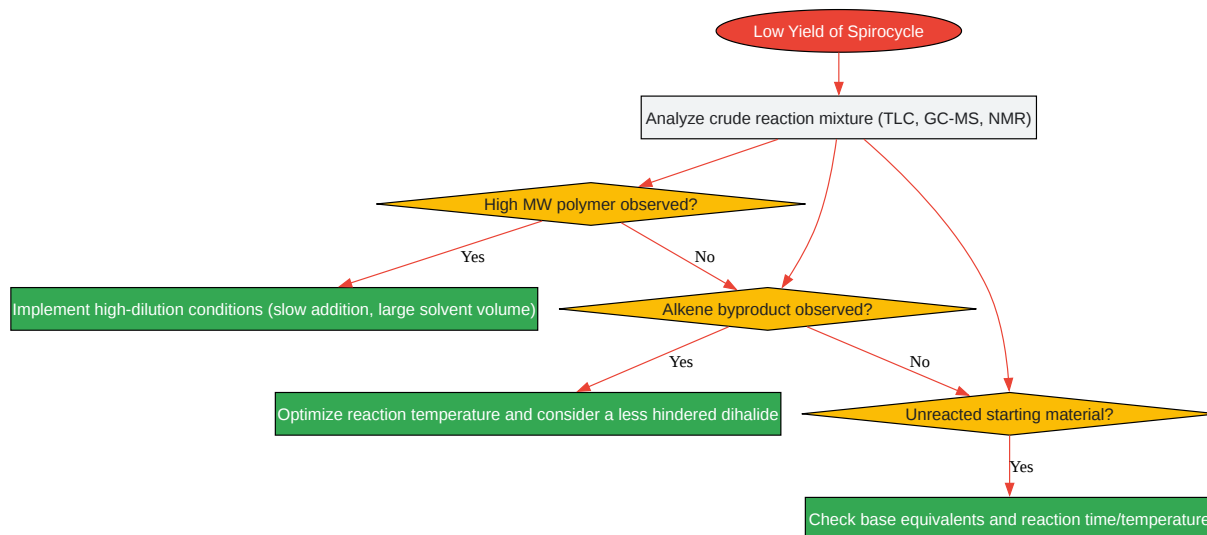 Low Yield of Spirocycle
Analyze crude reaction mixture (TLC, GC-MS, NMR)
High MW polymer observed?
Yes
No
Implement high-dilution conditions (slow addition, large solvent volume)
Alkene byproduct observed?
Yes
No
Optimize reaction temperature and consider a less hindered dihalide
Unreacted starting material?
Yes
Check base equivalents and reaction time/temperature